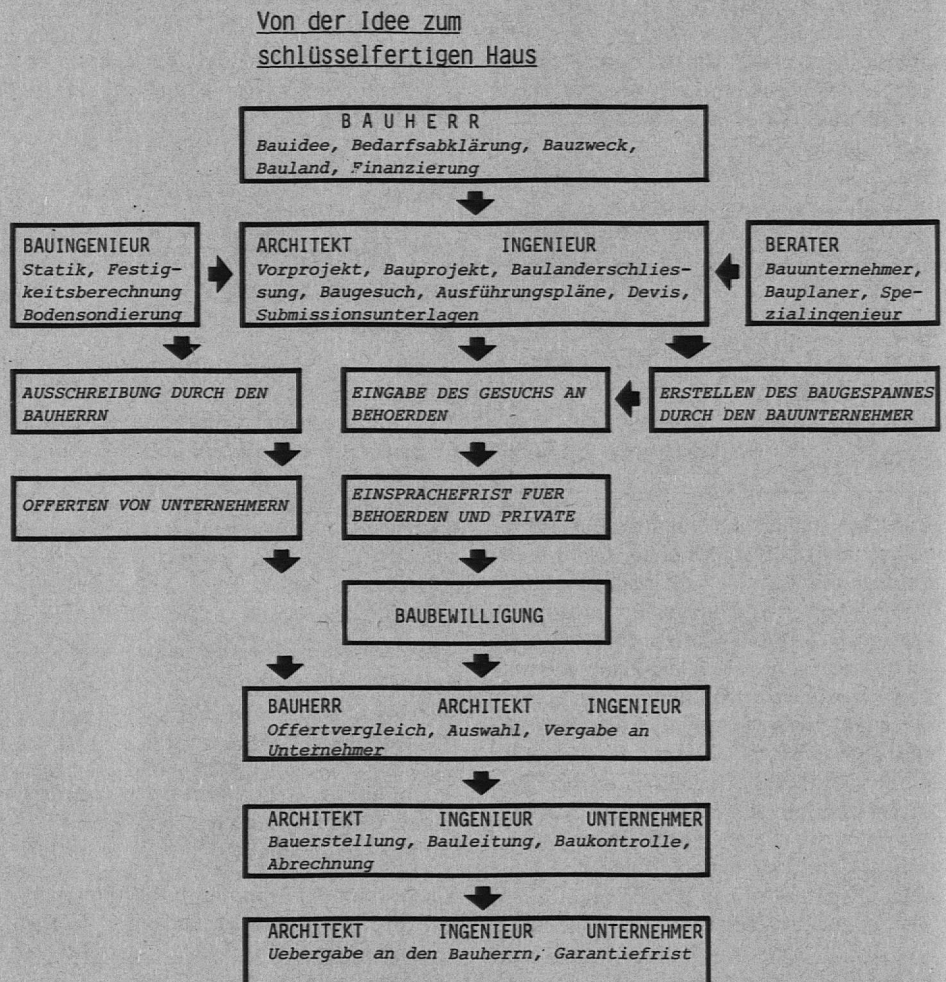 Von der Idee zum
schlüsselfertigen Haus
BAUHERR
Bauidee, Bedarfsabklärung, Bauzweck,
Bauland, Finanzierung
BAUINGENIEUR
Statik, Festig-
keitsberechnung
Bodensondierung
ARCHITEKT INGENIEUR
Vorprojekt, Bauprojekt, Baulanderschlies-
sung, Baugesuch, Ausführungspläne, Devis,
Submissionsunterlagen
BERATER
Bauunternehmer,
Bauplaner, Spe-
zialingenieur
AUSSCHREIBUNG DURCH DEN
BAUHERRN
EINGABE DES GESUCHS AN
BEHOERDEN
ERSTELLEN DES BAUGESPANNES
DURCH DEN BAUUNTERNEHMER
OFFERTEN VON UNTERNEHMERN
EINSPRACHEFRIST FUER
BEHOERDEN UND PRIVATE
BAUBEWILLIGUNG
BAUHERR ARCHITEKT INGENIEUR
Offertvergleich, Auswahl, Vergabe an
Unternehmer
ARCHITEKT INGENIEUR UNTERNEHMER
Bauerstellung, Bauleitung, Baukontrolle,
Abrechnung
ARCHITEKT INGENIEUR UNTERNEHMER
Uebergabe an den Bauherrn, Garantiefrist